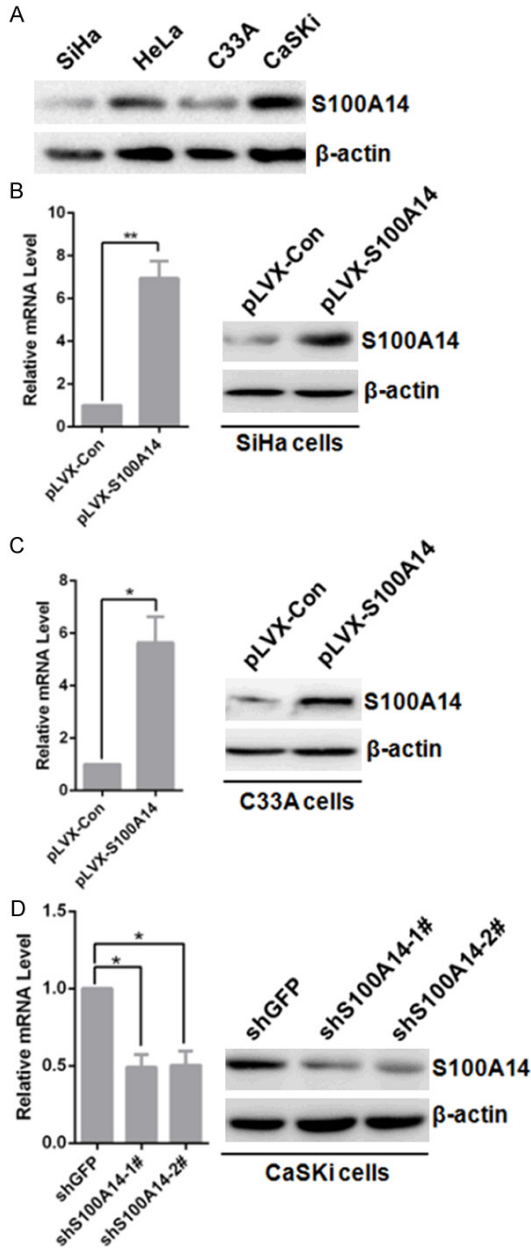 A
SiHa
HeLa
C33A
CaSKi
S100A14
β-actin
B
Relative mRNA Level
10
8
6
4
2
0
**
pLVX-Con
pLVX-S100A14
pLVX-Con
pLVX-S100A14
S100A14
β-actin
SiHa cells
C
Relative mRNA Level
8
6
4
2
0
*
pLVX-Con
pLVX-S100A14
pLVX-Con
pLVX-S100A14
S100A14
β-actin
C33A cells
D
Relative mRNA Level
1.5
1.0
0.5
0.0
*
*
shGFP
shS100A14-1#
shS100A14-2#
shGFP
shS100A14-1#
shS100A14-2#
S100A14
β-actin
CaSKi cells